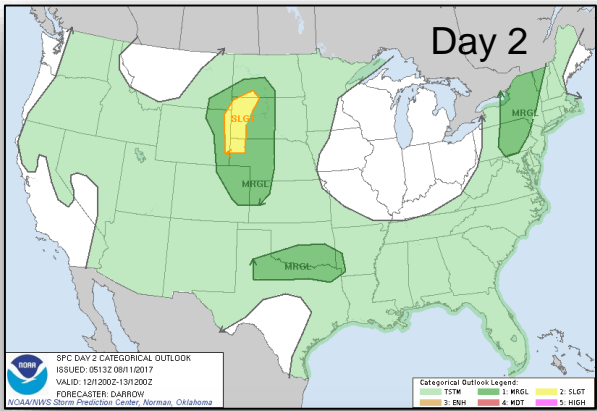 Day 2
SLGT
MRGL
MRGL
MRGL
NOAA
SPC DAY 2 CATEGORICAL OUTLOOK
ISSUED: 0513Z 08/11/2017
VALID: 12/1200Z-13/1200Z
FORECASTER: DARROW
NOAA/NWS Storm Prediction Center, Norman, Oklahoma
Categorical Outlook Legend:
TSTM 1: MRGL 2: SLGT
3: ENH 4: MDT 5: HIGH